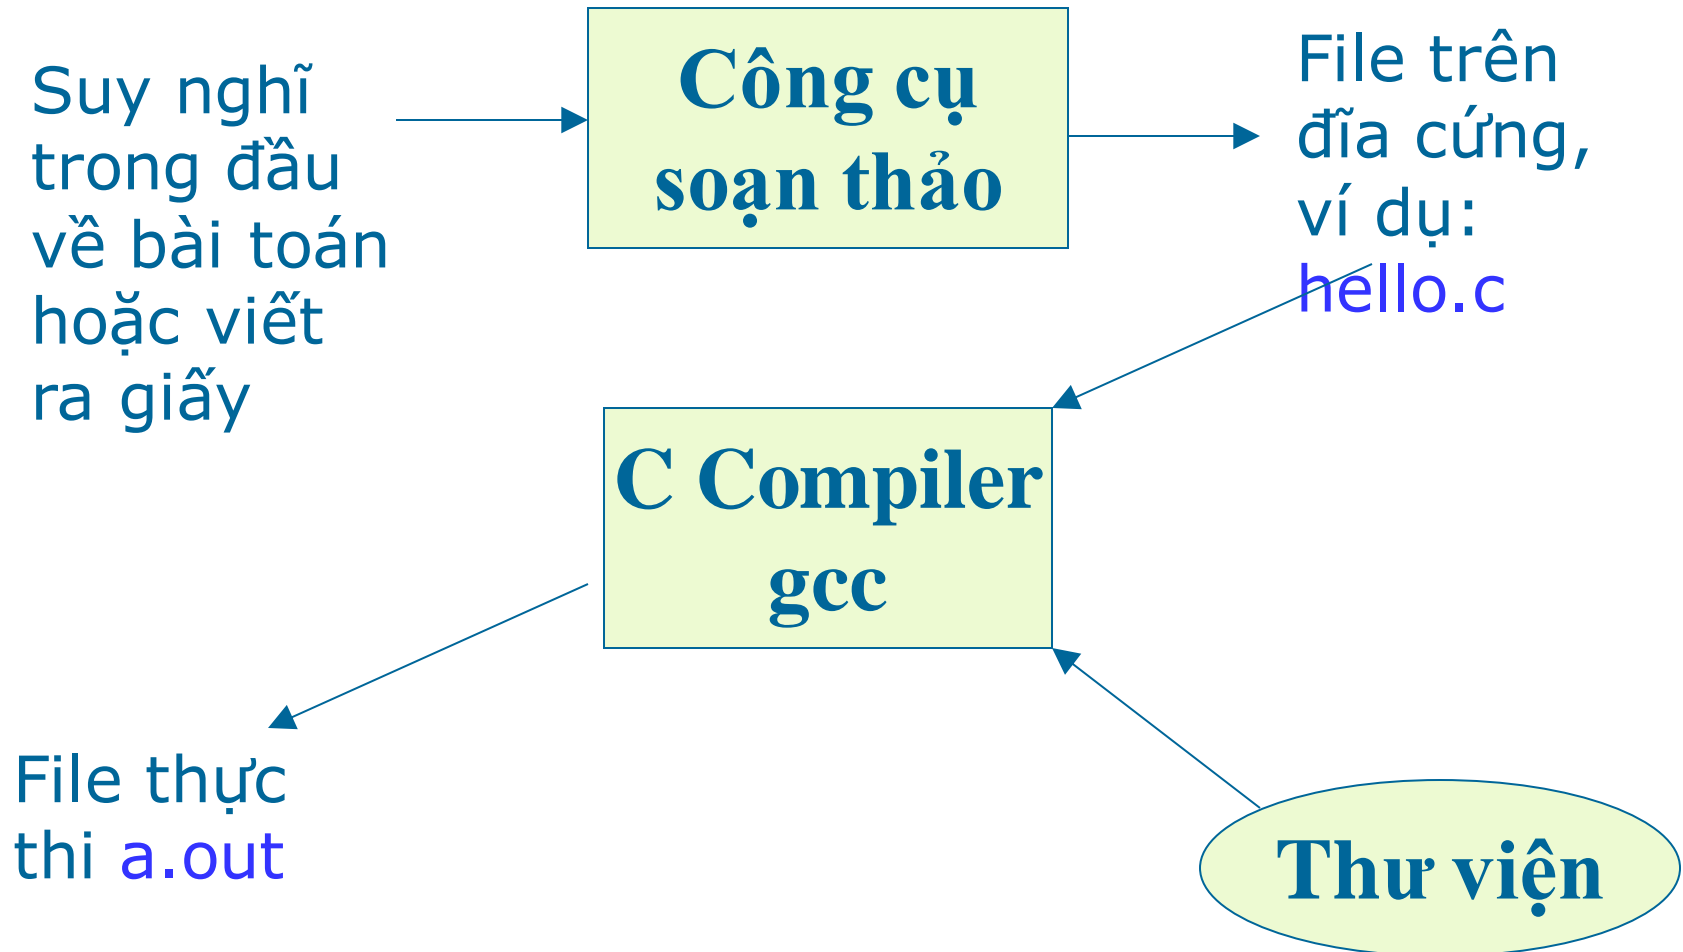 Suy nghĩ
trong đầu
về bài toán
hoặc viết
ra giấy
Công cụ
soạn thảo
File trên
đĩa cứng,
ví dụ:
hello.c
C Compiler
gcc
File thực
thi a.out
Thư viện